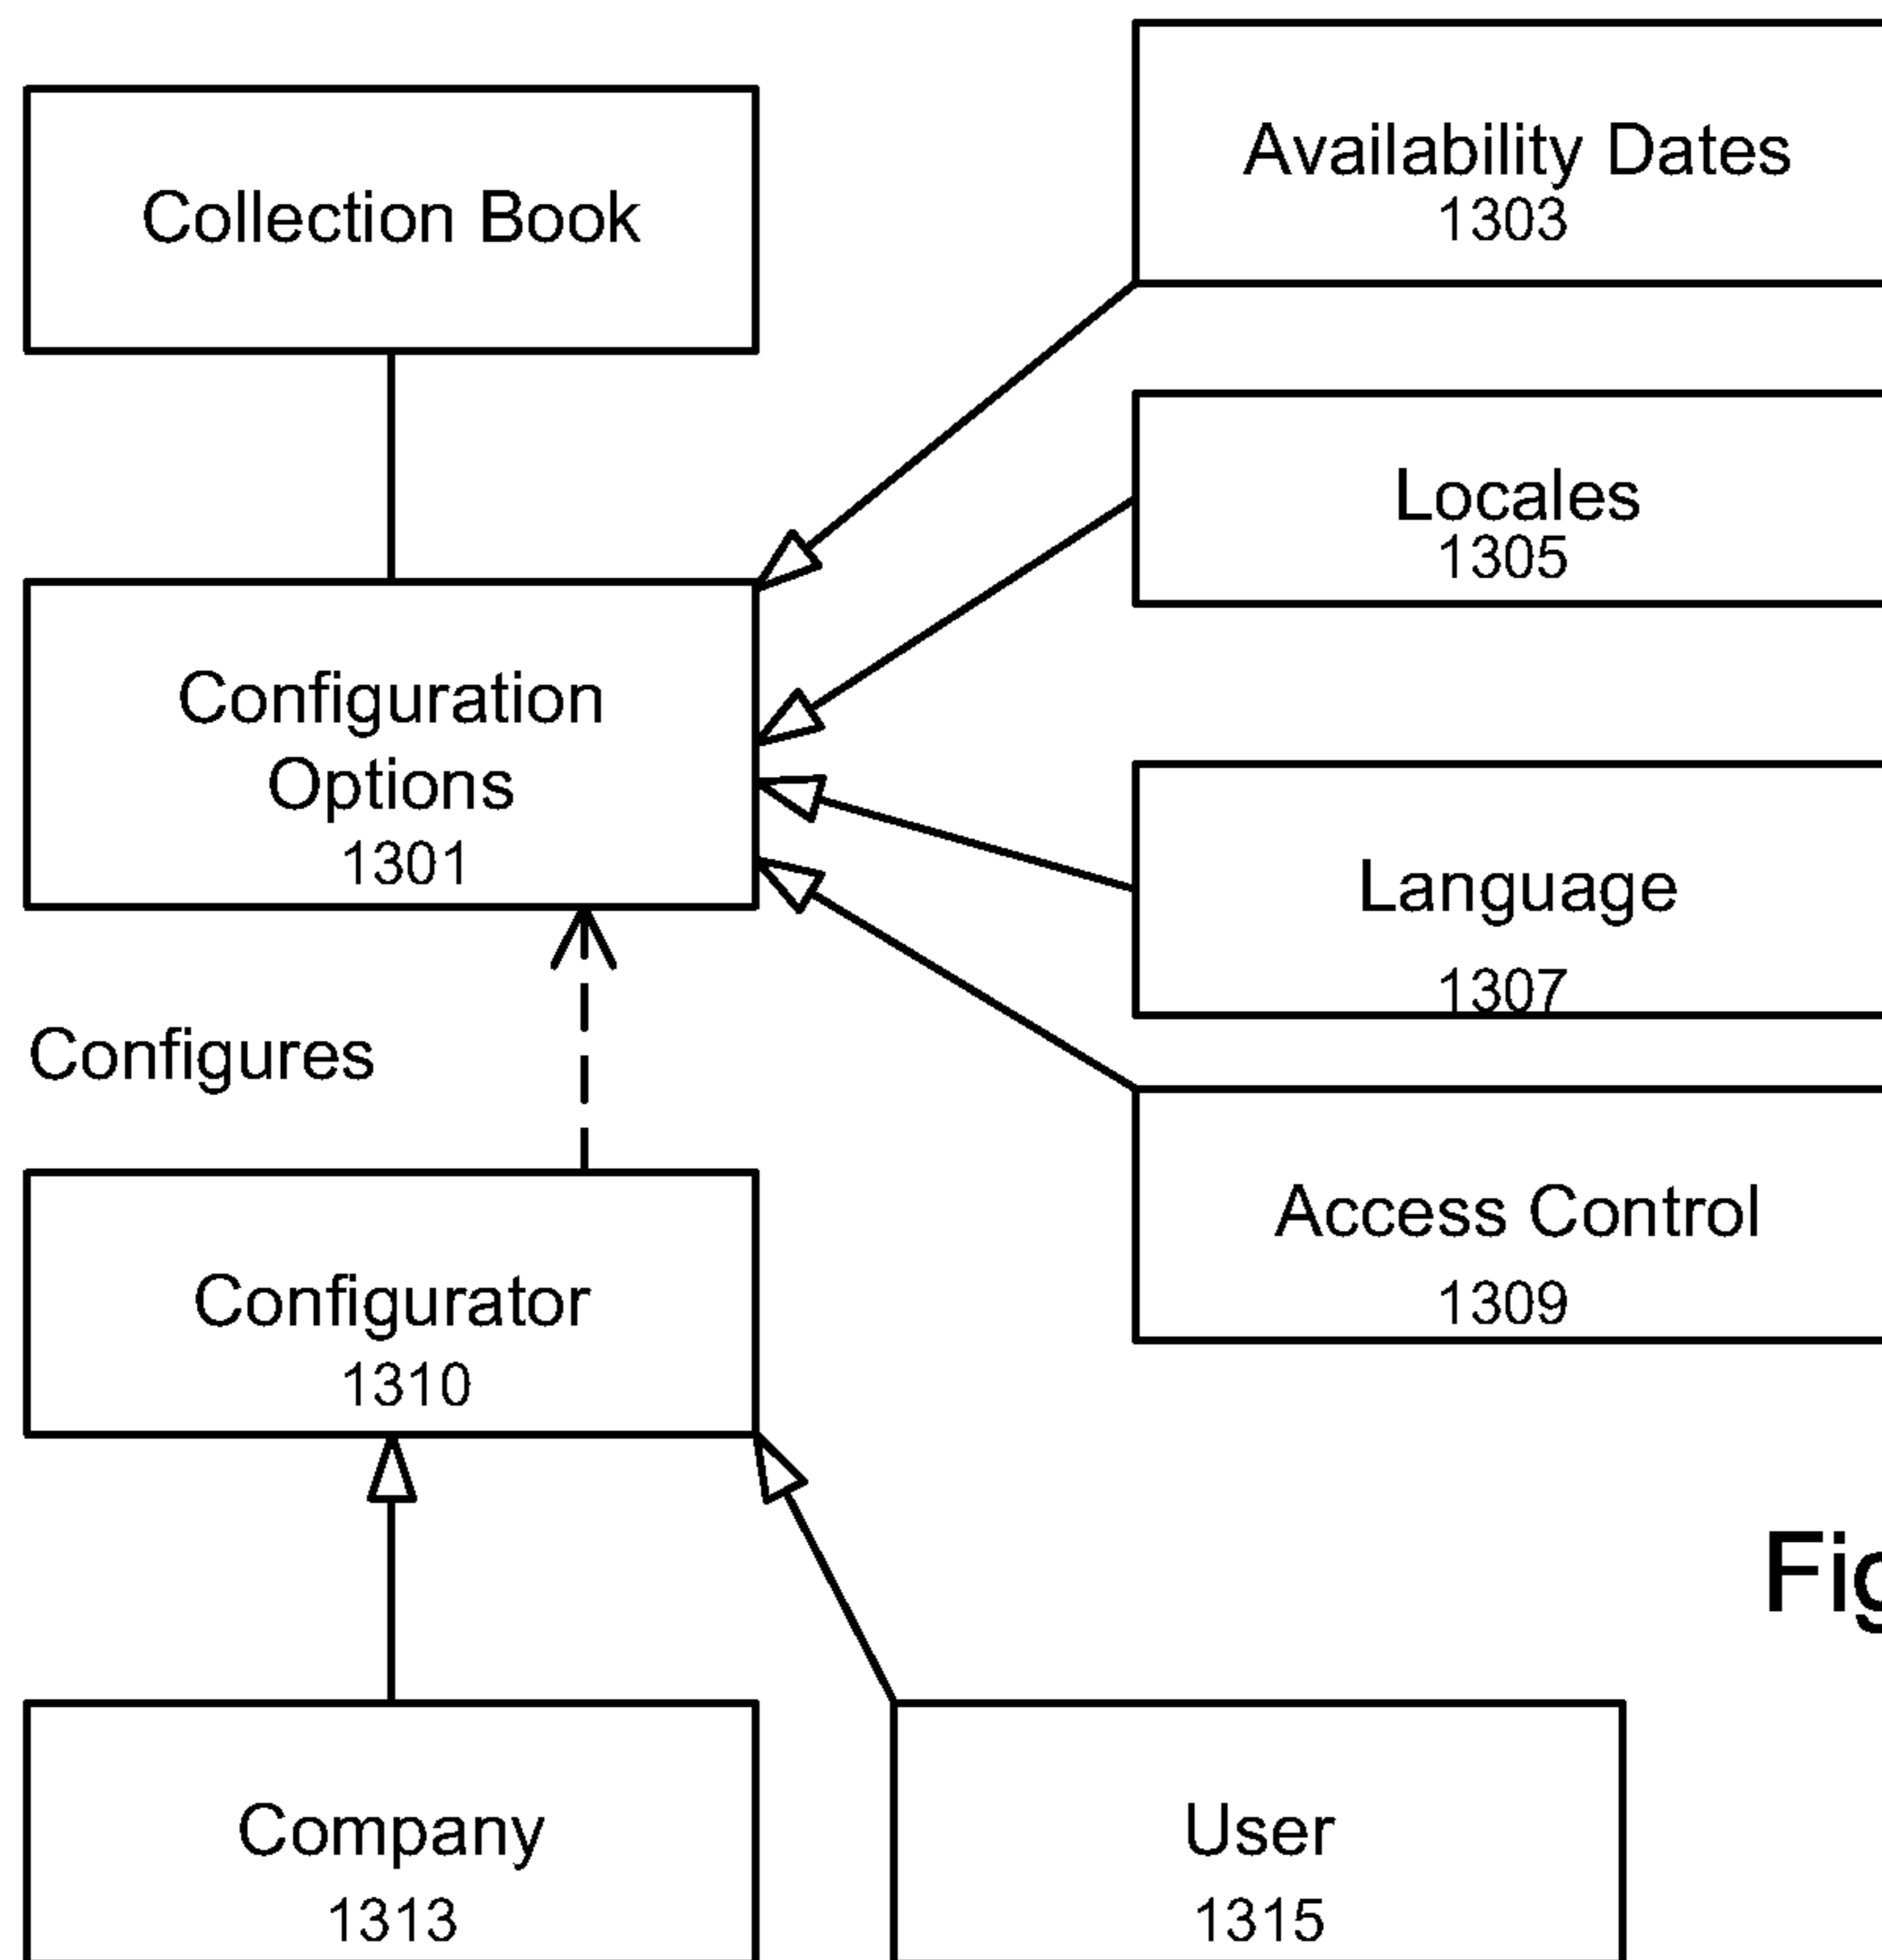 Collection Book
Availability Dates
1303
Locales
1305
Configuration
Options
1301
Language
1307
Configures
Access Control
1309
Configurator
1310
Company
1313
User
1315